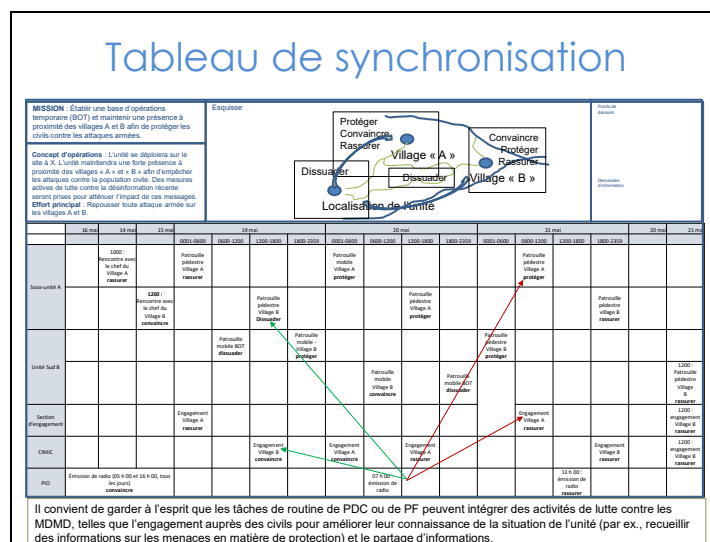 Tableau de synchronisation
MISSION : Établir une base d'opérations
temporaire (BOT) et maintenir une présence à
proximité des villages A et B afin de protéger les
civils contre les attaques armées.
Concept d'opérations : L'unité se déploiera sur le
site à X. L'unité maintiendra une forte présence à
proximité des villages « A » et « B » afin d'empêcher
les attaques contre la population civile. Des mesures
actives de lutte contre la désinformation récente
seront prises pour atténuer l'impact de ces messages.
Effort principal : Repousser toute attaque armée sur
les villages A et B.
Esquisse
Protéger
Convaincre
Rassurer
Village « A »
Convaincre
Protéger
Rassurer
Village « B »
Dissuader
Dissuader
Localisation de l'unité
Points de
décision
Demandes
d'information
16 mai 14 mai 15 mai 19 mai 20 mai 21 mai 20 mai 21 mai
0001-0600 0600-1200 1200-1800 1800-2359 0001-0600 0600-1200 1200-1800 1800-2359 0001-0600 0600-1200 1200-1800 1800-2359
Sous-unité A
1000 :
Rencontre avec
le chef du
Village A
rassurer
Patrouille
pédestre
Village A
rassurer
Patrouille
mobile
Village A
protéger
Patrouille
pédestre
Village A
protéger
1200 :
Rencontre avec
le chef du
Village B
convaincre
Patrouille
pédestre
Village B
Dissuader
Patrouille
pédestre
Village A
protéger
Patrouille
pédestre
Village B
rassurer
Unité Sud B
Patrouille
mobile BOT
dissuader
Patrouille
mobile -
Village B
protéger
Patrouille
pédestre
Village B
protéger
Patrouille
mobile
Village B
convaincre
Patrouille
mobile BOT
dissuader
1200 :
Patrouille
pédestre
Village
B
rassurer
Section
d'engagement
Engagement
Village A
rassurer
Engagement
Village A
rassurer
1200 :
engagement
Village B
rassurer
CIMIC
Engagement
Village B
convaincre
Engagement
Village A
convaincre
Engagement
Village A
rassurer
Engagement
Village B
rassurer
1200 :
engagement
Village B
rassurer
PIO
Émission de radio (05 h 00 et 16 h 00, tous
les jours)
convaincre
07 h 00 :
émission de
radio
13 h 00 :
émission de
radio
rassurer
Il convient de garder à l'esprit que les tâches de routine de PDC ou de PF peuvent intégrer des activités de lutte contre les
MDMD, telles que l'engagement auprès des civils pour améliorer leur connaissance de la situation de l'unité (par ex., recueillir
des informations sur les menaces en matière de protection) et le partage d'informations.